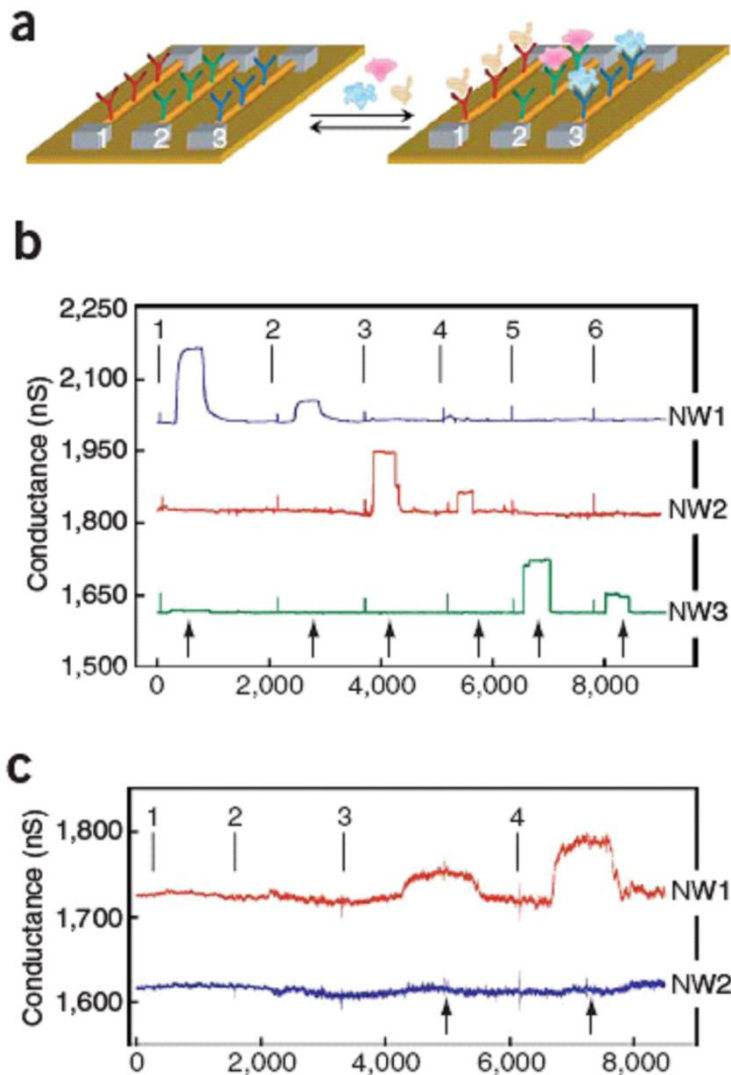 a
1 2 3
1 2 3
b
Conductance (nS)
2,250
2,100
1,950
1,800
1,650
1,500
1 2 3 4 5 6
NW1
NW2
NW3
0 2,000 4,000 6,000 8,000
c
Conductance (nS)
1,800
1,700
1,600
1 2 3 4
NW1
NW2
0 2,000 4,000 6,000 8,000